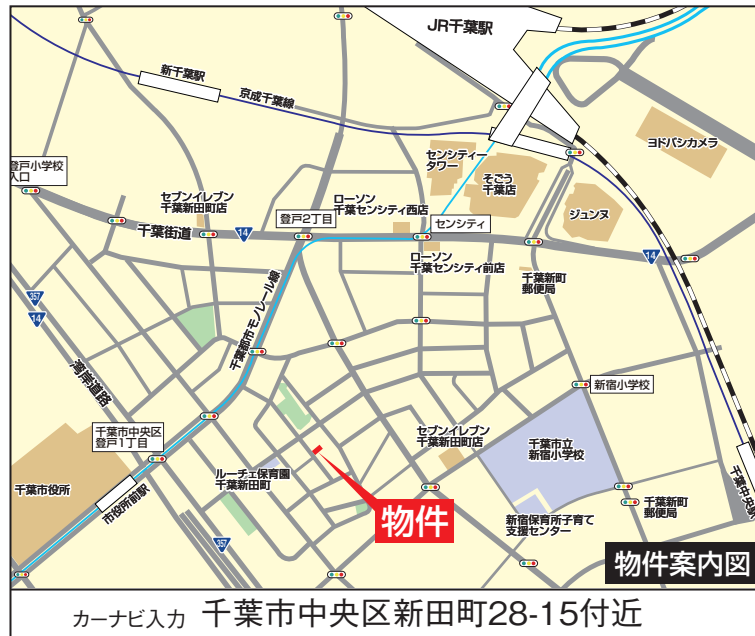 JR千葉駅
新千葉駅
京成千葉線
ヨドバシカメラ
センシティー
タワー
そごう
千葉店
ジュンヌ
登戸小学校
入口
セブンイレブン
千葉新田町店
ローソン
千葉センシティ西店
登戸2丁目
センシティ
千葉街道
14
ローソン
千葉センシティ前店
千葉新町
郵便局
14
357
14
湾岸道路
千葉都市モノレール線
新宿小学校
千葉市中央区
登戸1丁目
セブンイレブン
千葉新田町店
千葉市立
新宿小学校
千葉市役所
市役所前駅
ルーチェ保育園
千葉新田町
物件
新宿保育所子育て
支援センター
千葉新町
郵便局
千葉中央駅
357
物件案内図
カーナビ入力 千葉市中央区新田町28-15付近